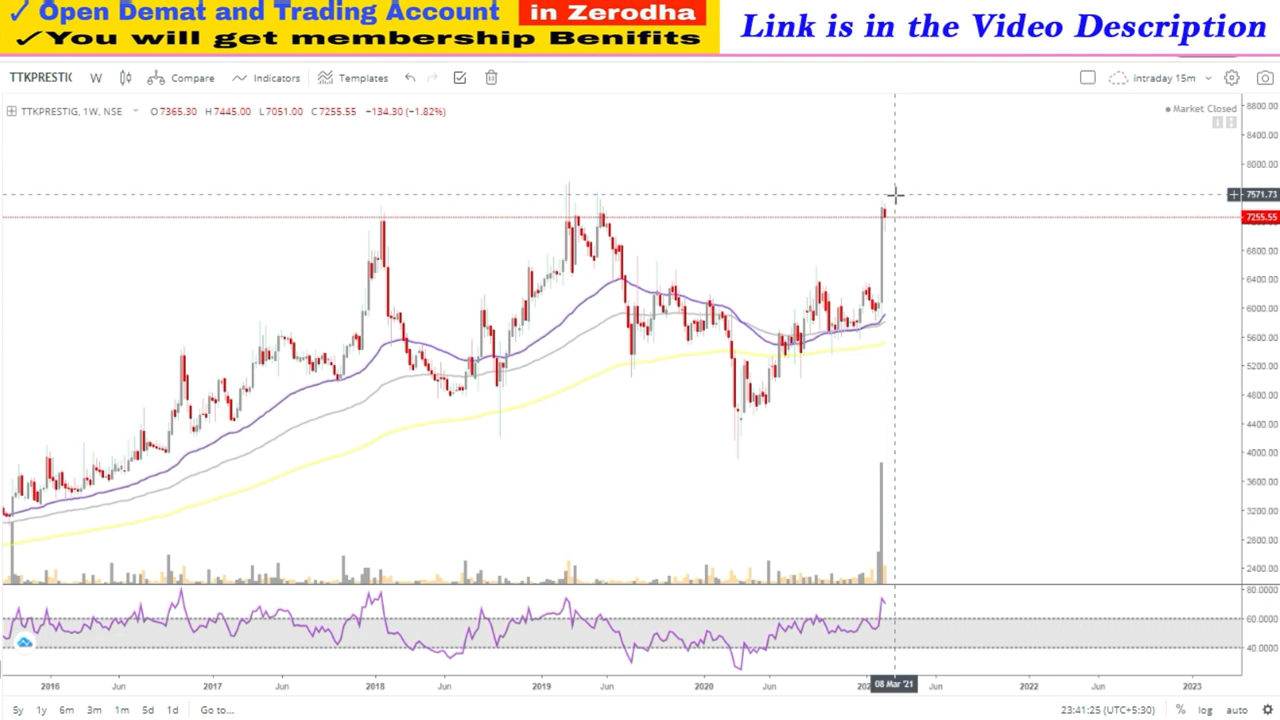 ✓ Open Demat and Trading Account in Zerodha
✓You will get membership Benifits
Link is in the Video Description
TTKPRESTIC W Compare Indicators Templates intraday 15m
TTKPRESTIG, 1W, NSE O7365.30 H7445.00 L7051.00 C7255.55 −134.30 (−1.82%)
Market Closed
8800.00
8400.00
8000.00
7571.73
7255.55
6800.00
6400.00
6000.00
5600.00
5200.00
4800.00
4400.00
4000.00
3600.00
3200.00
2800.00
2400.00
80.0000
60.0000
40.0000
2016 Jun 2017 Jun 2018 Jun 2019 Jun 2020 Jun 08 Mar '21 Jun 2022 Jun 2023
5y 1y 6m 3m 1m 5d 1d Go to... 23:41:25 (UTC+5:30) % log auto